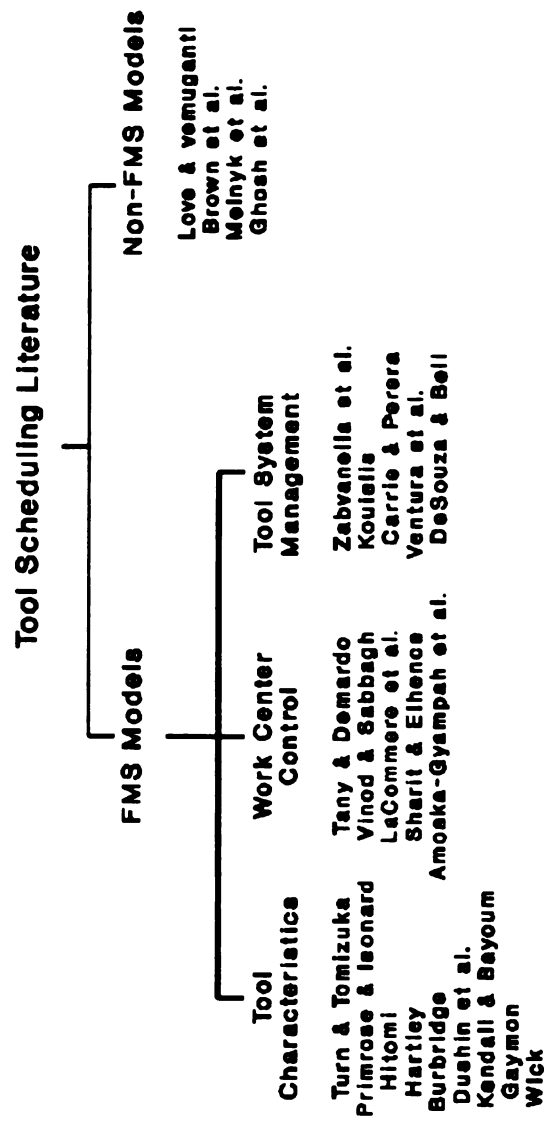 Tool Scheduling Literature
FMS Models
Non-FMS Models
Tool
Characteristics
Turn & Tomizuka
Primrose & leonard
Hitomi
Hartley
Burbridge
Dushin et al.
Kendall & Bayoum
Gaymon
Wick
Work Center
Control
Tany & Demardo
Vinod & Sabbagh
LaCommere et al.
Sharit & Elhence
Amoaka-Gyampah et al.
Tool System
Management
Zabvanella et al.
Koulelis
Carrie & Perera
Ventura et al.
DeSouza & Bell
Love & vemuganti
Brown et al.
Melnyk et al.
Ghosh et al.